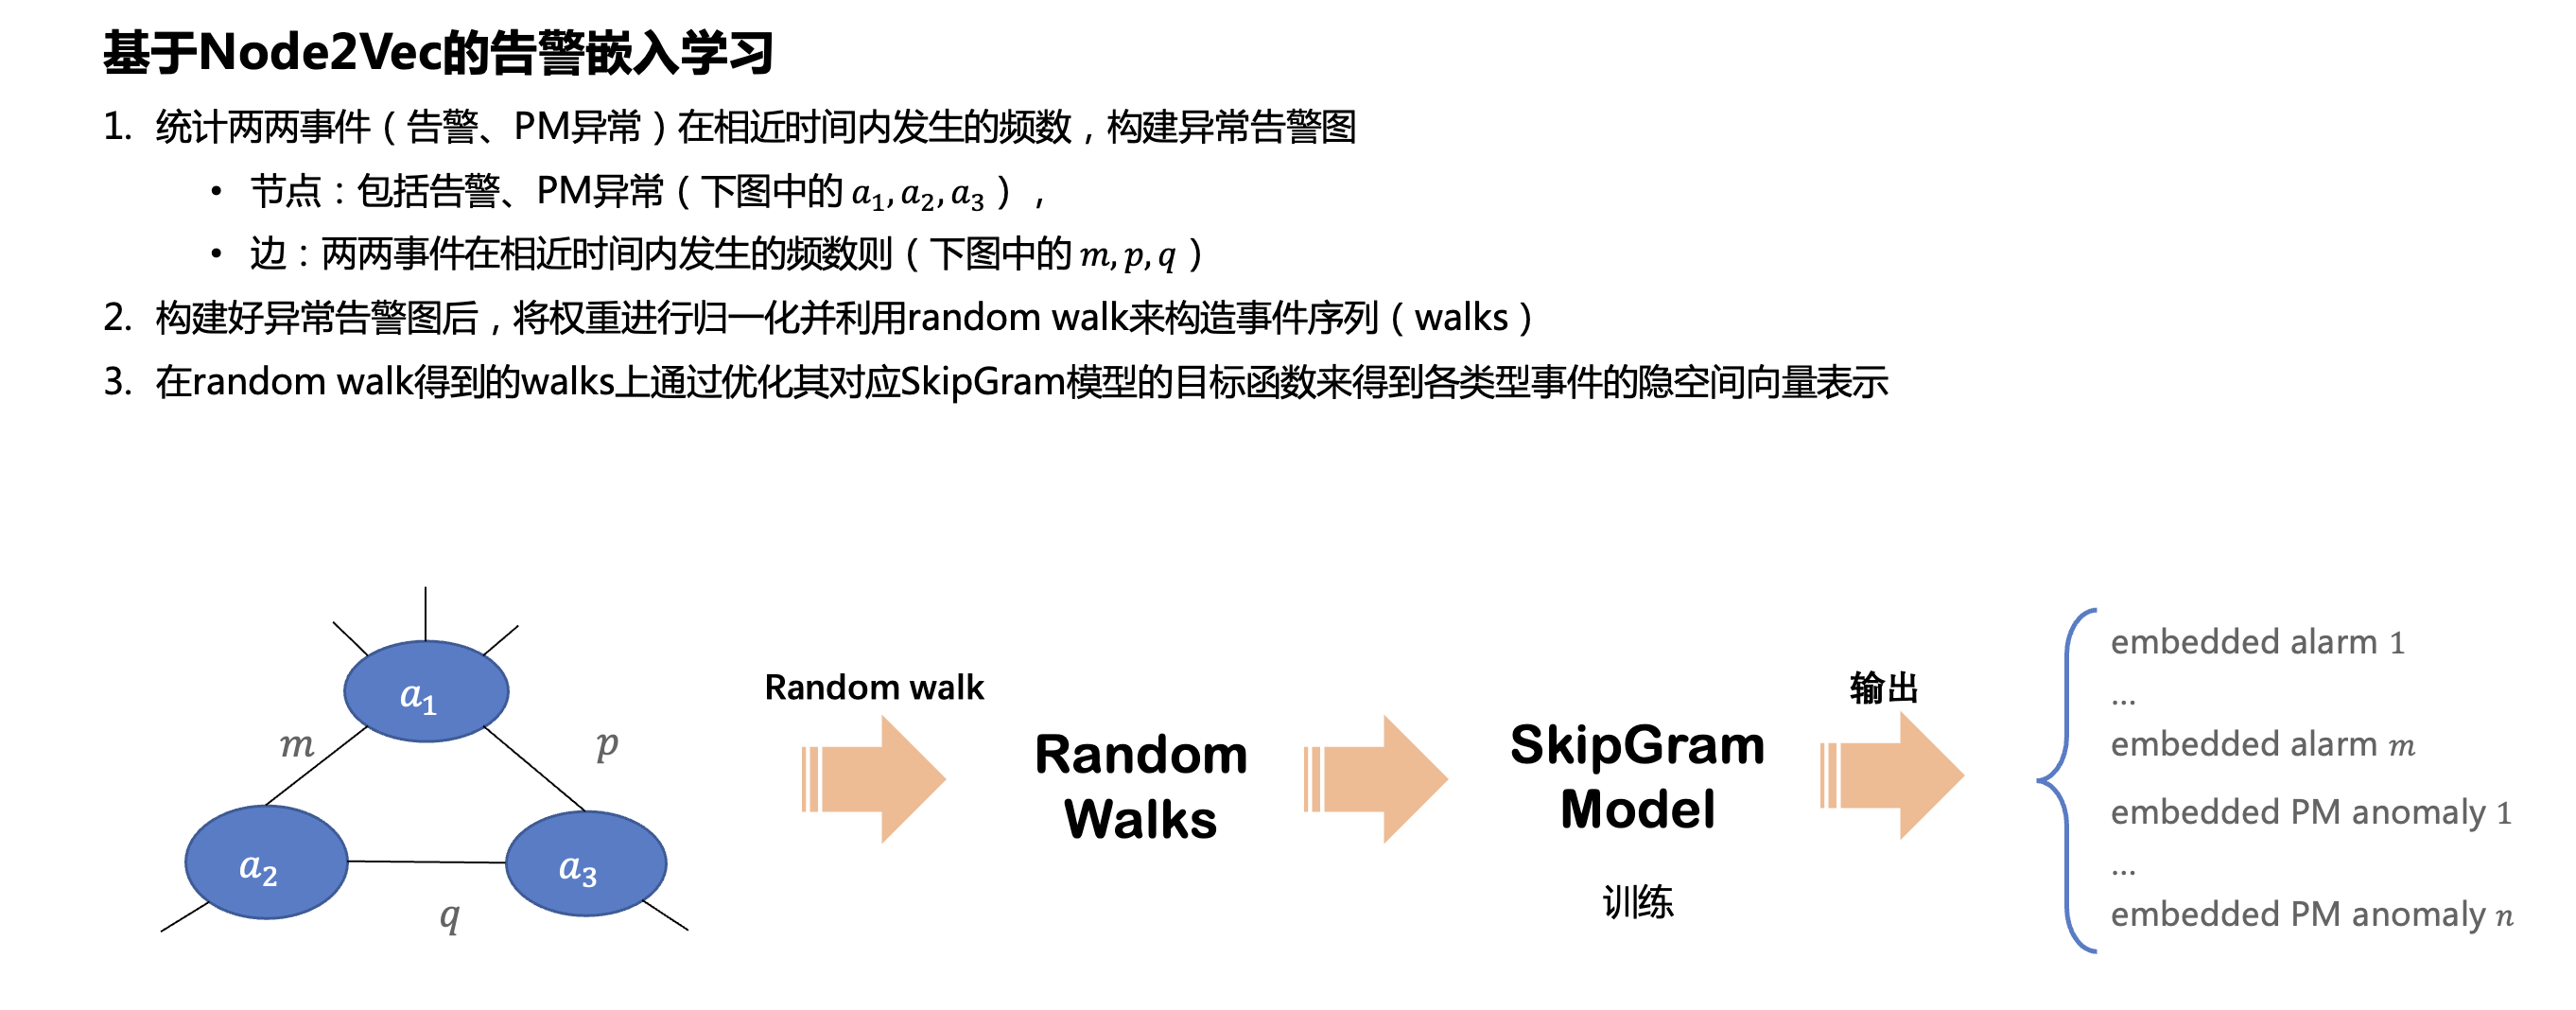 基于Node2Vec的告警嵌入学习
1. 统计两两事件（告警、PM异常）在相近时间内发生的频数，构建异常告警图
• 节点：包括告警、PM异常（下图中的 a₁, a₂, a₃ ），
• 边：两两事件在相近时间内发生的频数则（下图中的 m, p, q ）
2. 构建好异常告警图后，将权重进行归一化并利用random walk来构造事件序列（walks）
3. 在random walk得到的walks上通过优化其对应SkipGram模型的目标函数来得到各类型事件的隐空间向量表示
a₁
m
p
a₂
a₃
q
Random walk
Random
Walks
SkipGram
Model
训练
输出
embedded alarm 1
...
embedded alarm m
embedded PM anomaly 1
...
embedded PM anomaly n